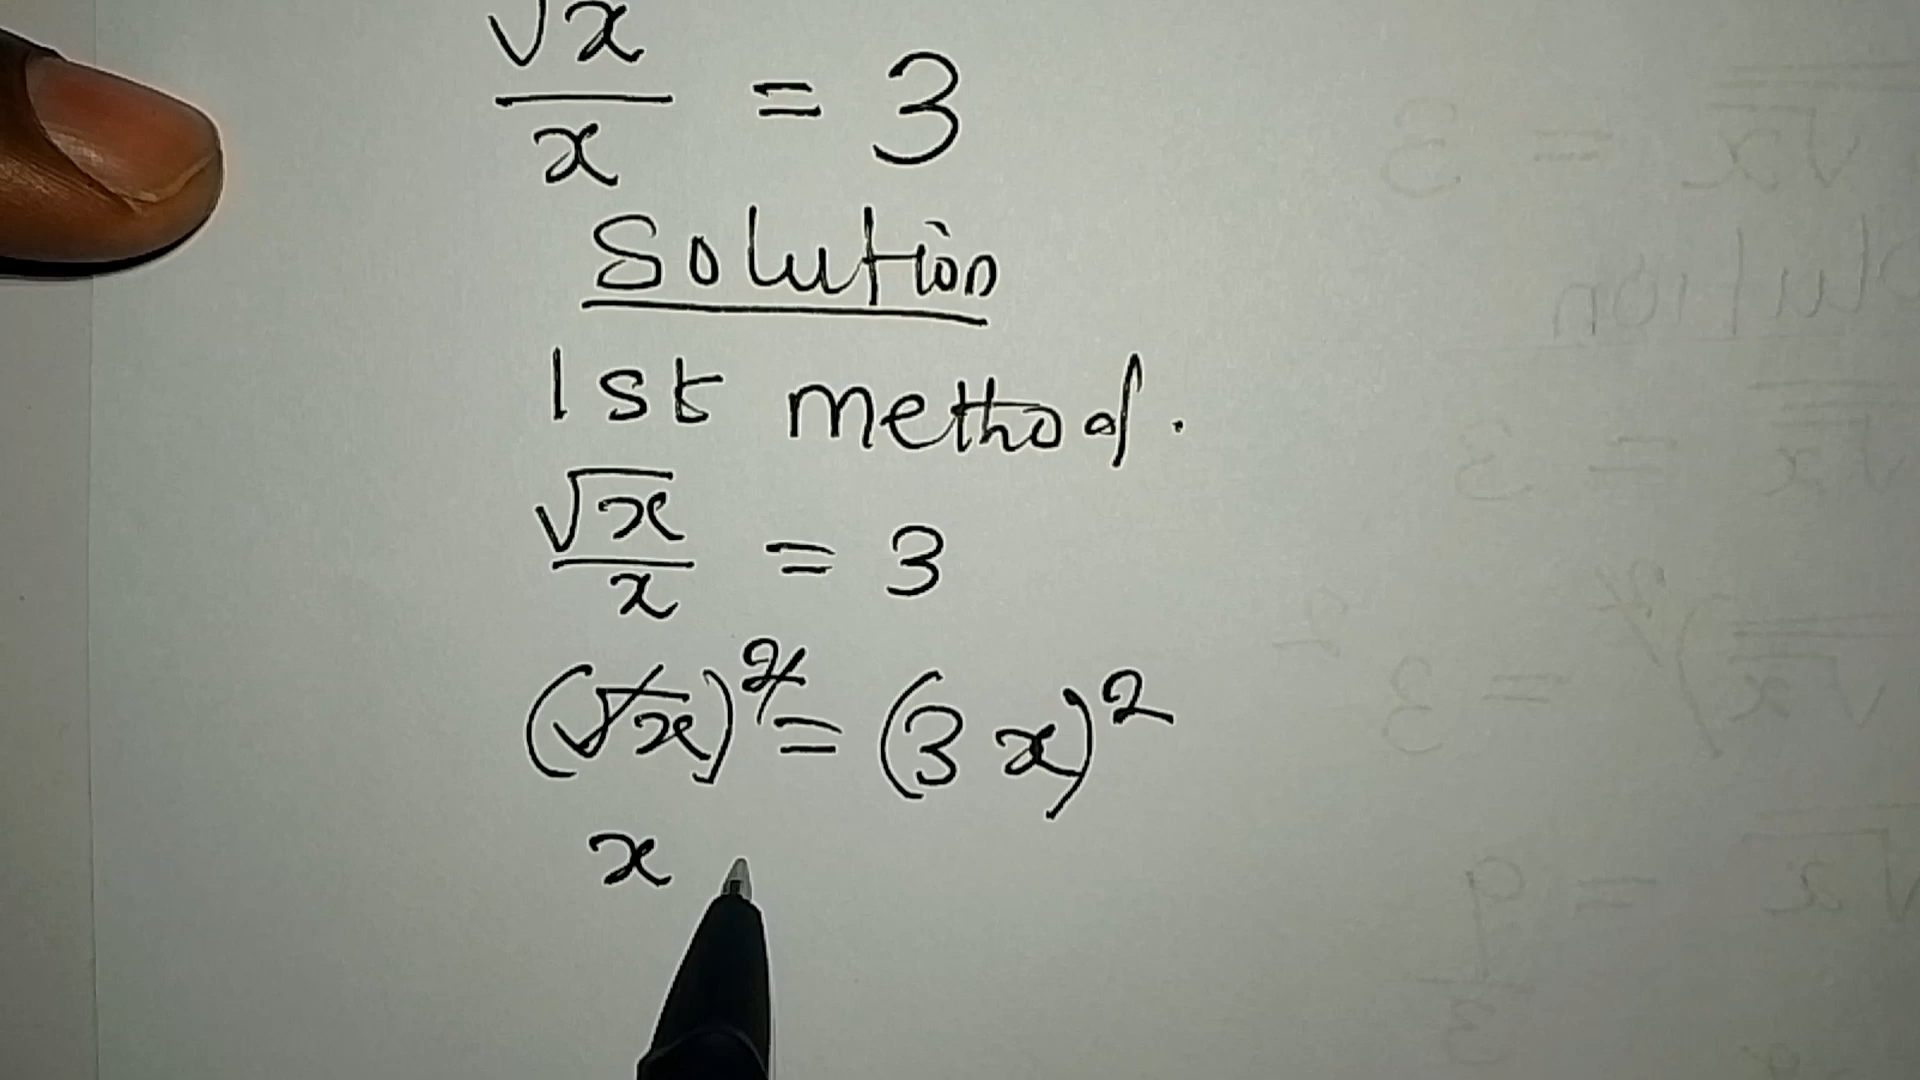 √x/x = 3
Solution
1st method.
√x/x = 3
(√x)² = (3x)²
x